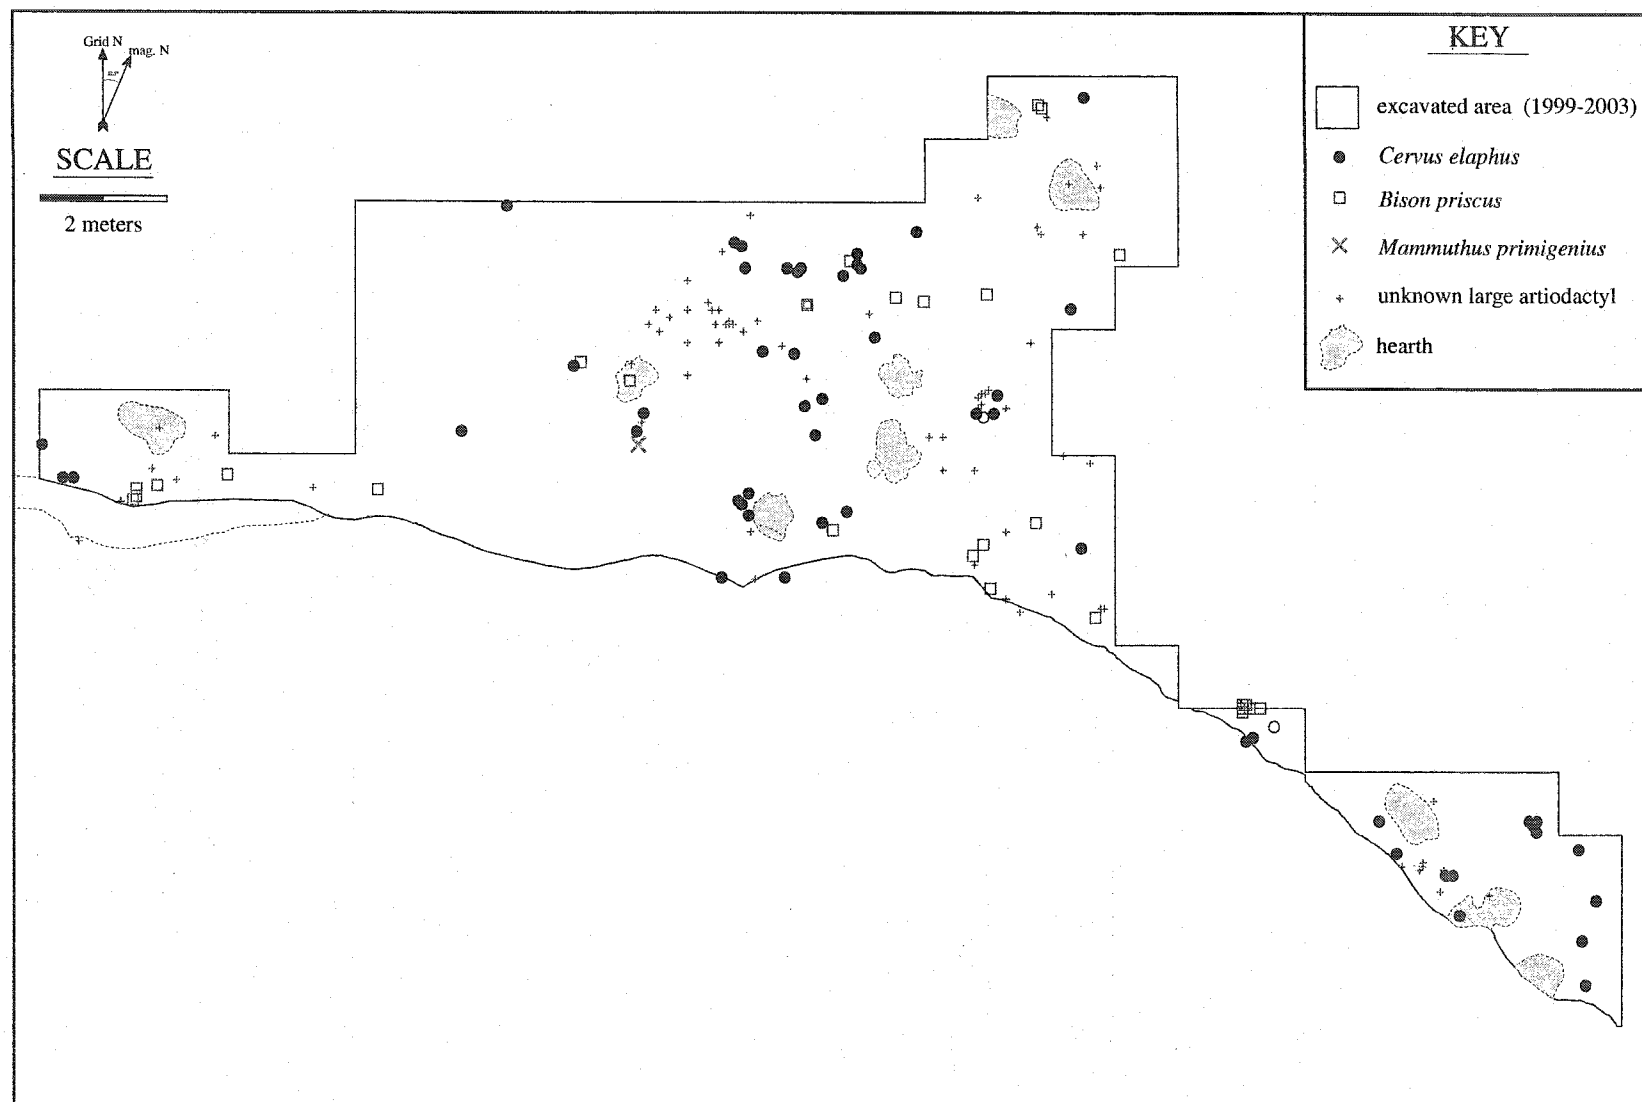 Grid N
mag. N
SCALE
2 meters
KEY
excavated area (1999-2003)
Cervus elaphus
Bison priscus
Mammuthus primigenius
unknown large artiodactyl
hearth